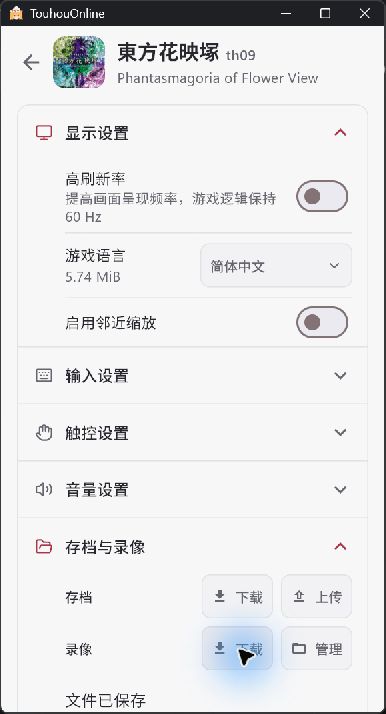 TouhouOnline
東方花映塚 th09
Phantasmagoria of Flower View
显示设置
高刷新率
提高画面呈现频率，游戏逻辑保持
60 Hz
游戏语言
5.74 MiB
简体中文
启用邻近缩放
输入设置
触控设置
音量设置
存档与录像
存档 下载 上传
录像 下载 管理
文件已保存